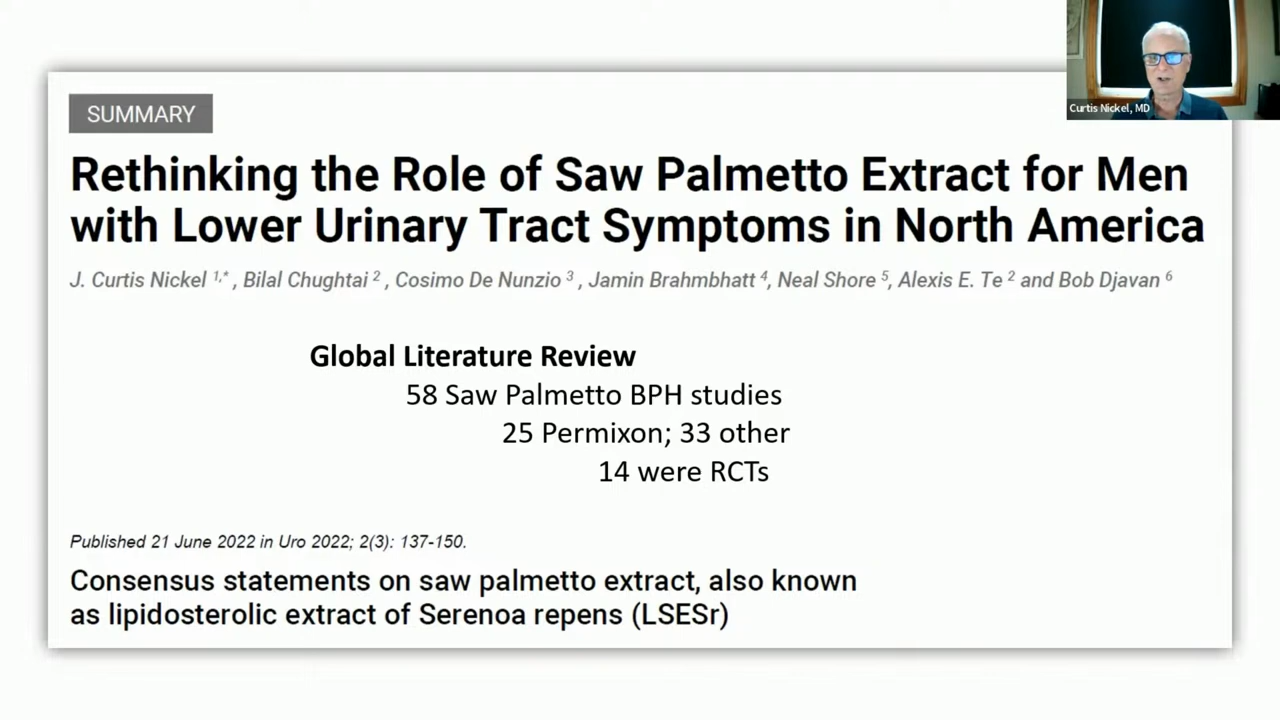 Curtis Nickel, MD
SUMMARY
Rethinking the Role of Saw Palmetto Extract for Men
with Lower Urinary Tract Symptoms in North America
J. Curtis Nickel 1,* , Bilal Chughtai 2 , Cosimo De Nunzio 3 , Jamin Brahmbhatt 4, Neal Shore 5, Alexis E. Te 2 and Bob Djavan 6
Global Literature Review
58 Saw Palmetto BPH studies
25 Permixon; 33 other
14 were RCTs
Published 21 June 2022 in Uro 2022; 2(3): 137-150.
Consensus statements on saw palmetto extract, also known
as lipidosterolic extract of Serenoa repens (LSESr)